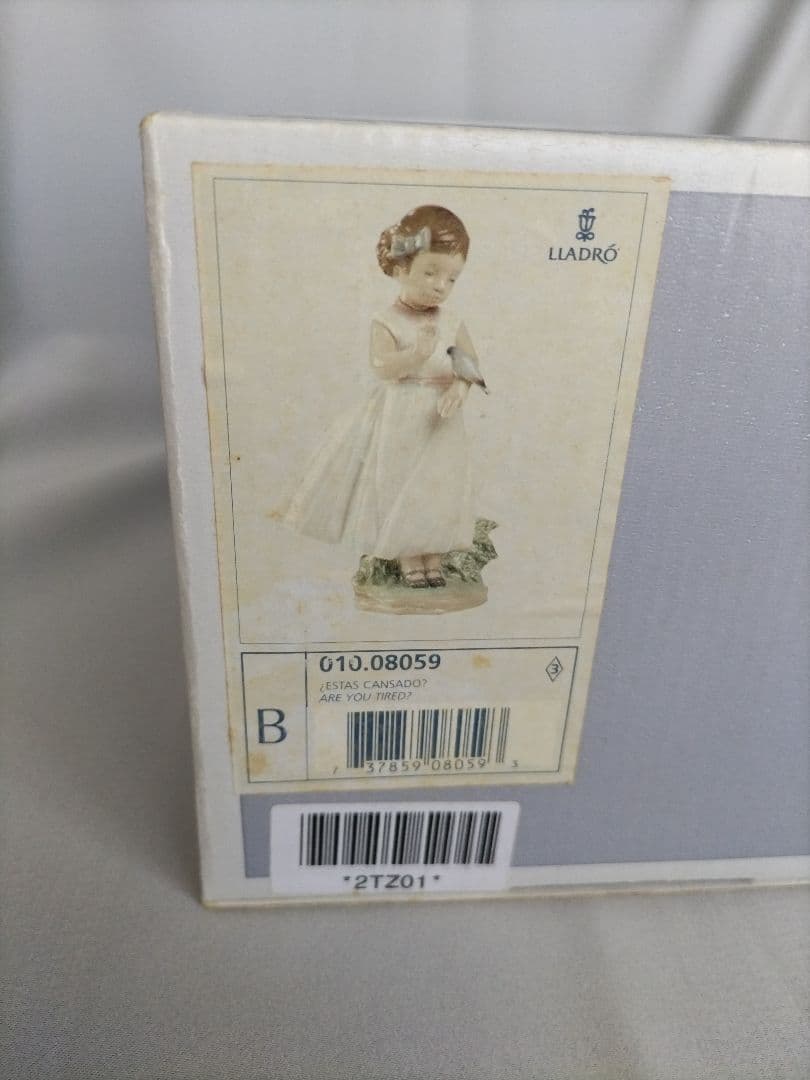 LLADRÓ
010.08059
¿ESTAS CANSADO?
ARE YOU TIRED?
3
B
7 37859 08059 3
*2TZ01*